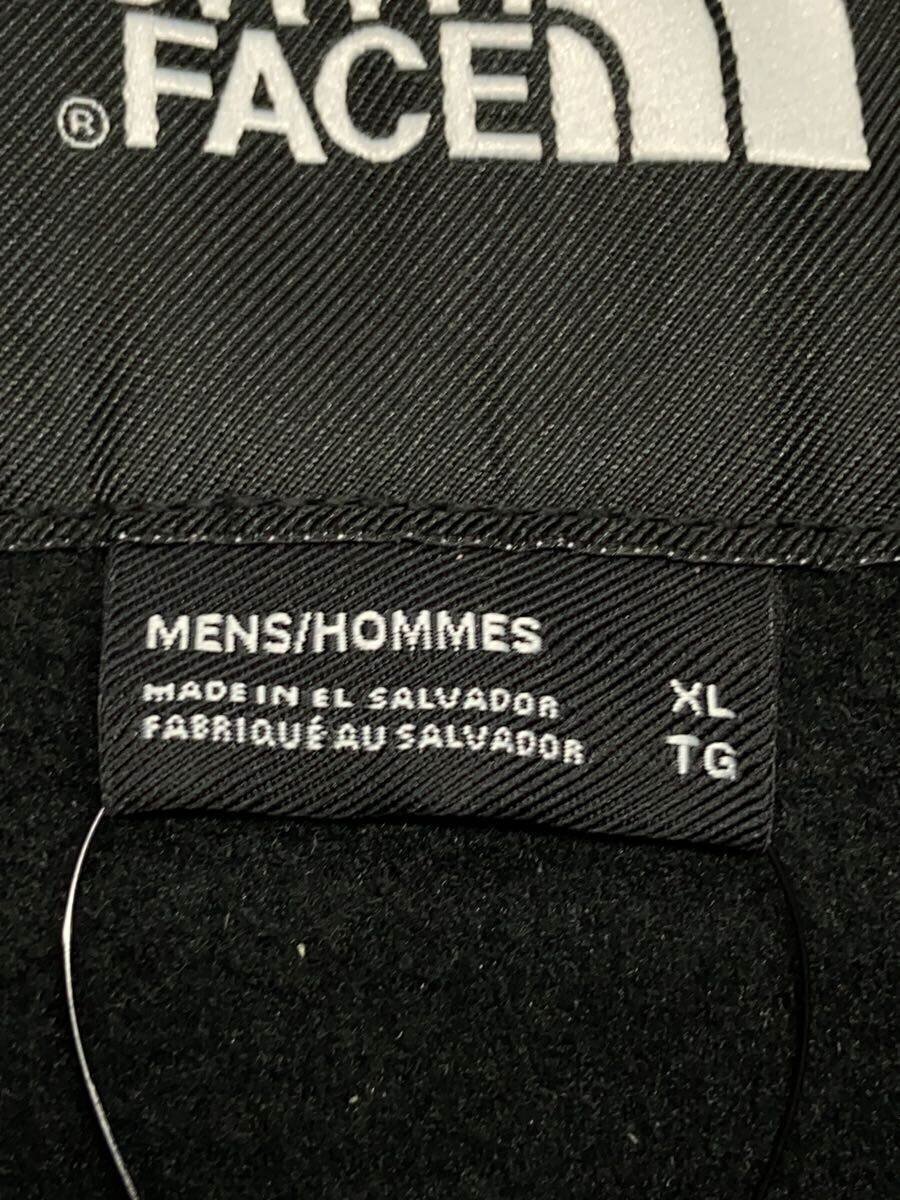 FACE
®
MENS/HOMMES
MADE IN EL SALVADOR
FABRIQUÉ AU SALVADOR
XL
TG